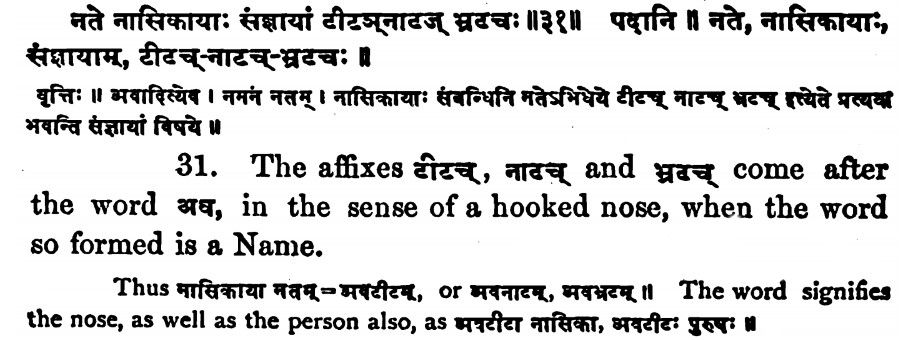 नते नासिकायाः संज्ञायां टीटञ्नाटज् भ्रटचः ॥३१॥ पदानि ॥ नते, नासिकायाः,
संज्ञायाम्, टीटच्-नाटच्-भ्रटचः ॥
वृत्तिः ॥ अवादित्येव । नमनं नतम् । नासिकायाः संबन्धिनि नतेऽभिधेये टीटच् नाटच् भ्रटच् इत्येते प्रत्यया
भवन्ति संज्ञायां विषये ॥
31. The affixes टीटच्, नाटच् and भ्रटच् come after
the word अव, in the sense of a hooked nose, when the word
so formed is a Name.
Thus नासिकाया नतम्=अवटीटम्, or अवनाटम्, अवभ्रटम् ॥ The word signifies
the nose, as well as the person also, as अवटीटा नासिका, अवटीटः पुरुषः ॥